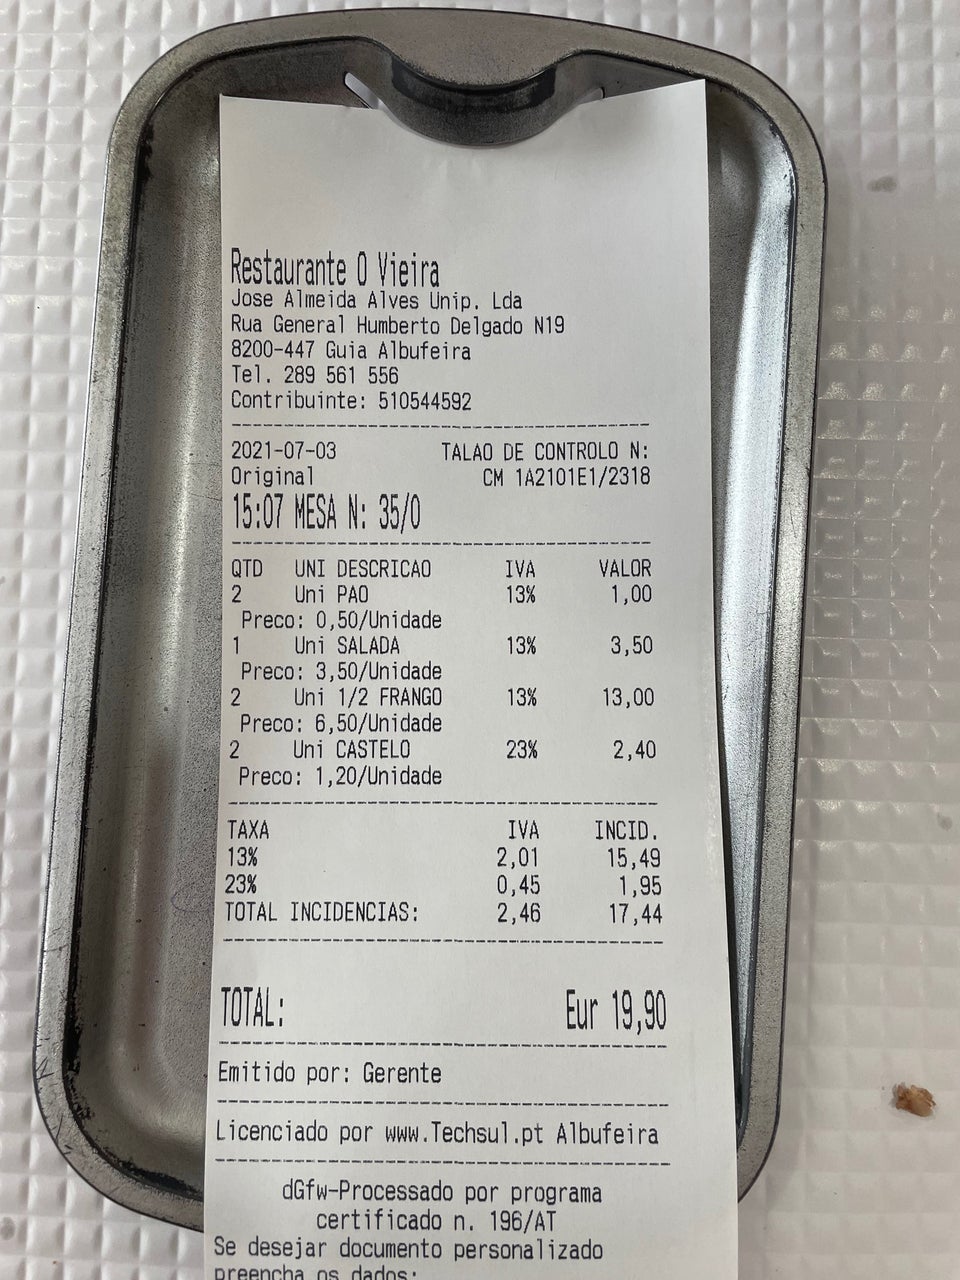 Restaurante O Vieira
Jose Almeida Alves Unip. Lda
Rua General Humberto Delgado N19
8200-447 Guia Albufeira
Tel. 289 561 556
Contribuinte: 510544592
2021-07-03 TALAO DE CONTROLO N:
Original CM 1A2101E1/2318
15:07 MESA N: 35/0
QTD UNI DESCRICAO IVA VALOR
2 Uni PAO 13% 1,00
Preco: 0,50/Unidade
1 Uni SALADA 13% 3,50
Preco: 3,50/Unidade
2 Uni 1/2 FRANGO 13% 13,00
Preco: 6,50/Unidade
2 Uni CASTELO 23% 2,40
Preco: 1,20/Unidade
TAXA IVA INCID.
13% 2,01 15,49
23% 0,45 1,95
TOTAL INCIDENCIAS: 2,46 17,44
TOTAL: Eur 19,90
Emitido por: Gerente
Licenciado por www.Techsul.pt Albufeira
dGfw-Processado por programa
certificado n. 196/AT
Se desejar documento personalizado
preencha os dados: